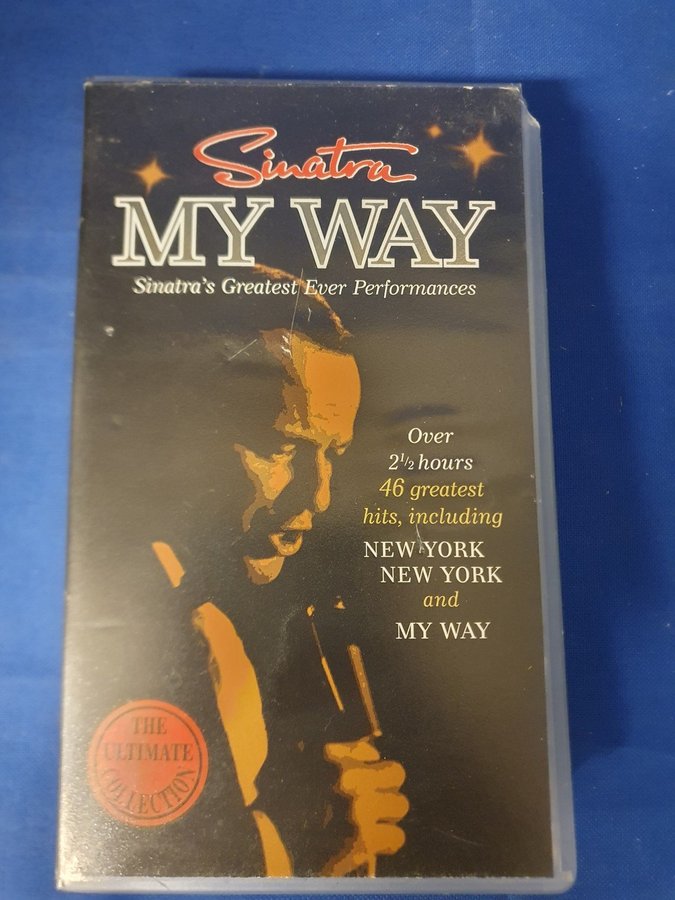 Sinatra
MY WAY
Sinatra's Greatest Ever Performances
Over
2½ hours
46 greatest
hits, including
NEW YORK
NEW YORK
and
MY WAY
THE
ULTIMATE
COLLECTION